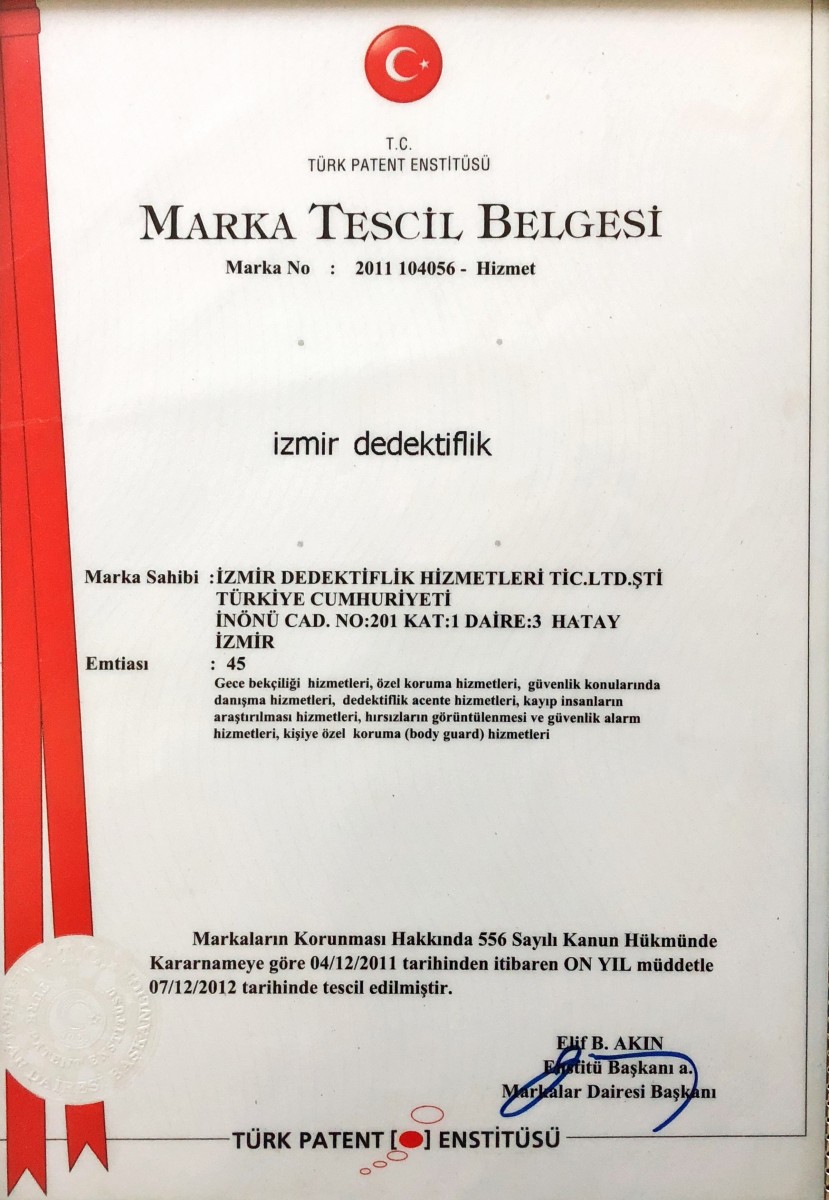 T.C.
TÜRK PATENT ENSTİTÜSÜ
MARKA TESCİL BELGESİ
Marka No : 2011 104056 - Hizmet
izmir dedektiflik
Marka Sahibi :İZMİR DEDEKTİFLİK HİZMETLERİ TİC.LTD.ŞTİ
TÜRKİYE CUMHURİYETİ
İNÖNÜ CAD. NO:201 KAT:1 DAİRE:3 HATAY
İZMİR
Emtiası : 45
Gece bekçiliği hizmetleri, özel koruma hizmetleri, güvenlik konularında
danışma hizmetleri, dedektiflik acente hizmetleri, kayıp insanların
araştırılması hizmetleri, hırsızların görüntülenmesi ve güvenlik alarm
hizmetleri, kişiye özel koruma (body guard) hizmetleri
Markaların Korunması Hakkında 556 Sayılı Kanun Hükmünde
Kararnameye göre 04/12/2011 tarihinden itibaren ON YIL müddetle
07/12/2012 tarihinde tescil edilmiştir.
Elif B. AKIN
Enstitü Başkanı a.
Markalar Dairesi Başkanı
TÜRK PATENT [ ] ENSTİTÜSÜ